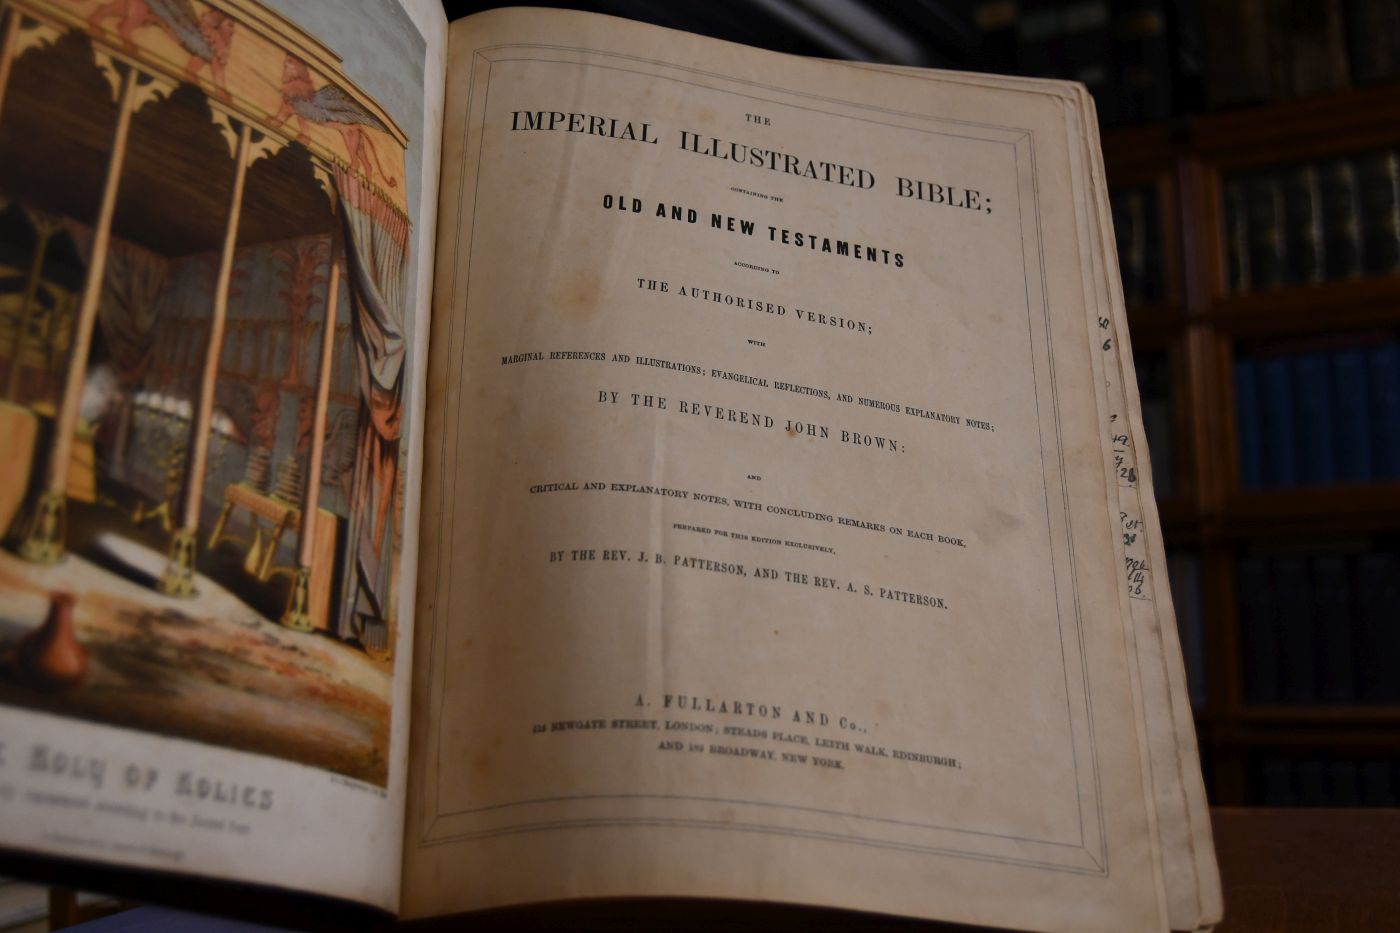 THE
IMPERIAL ILLUSTRATED BIBLE;
CONTAINING THE
OLD AND NEW TESTAMENTS
ACCORDING TO
THE AUTHORISED VERSION;
WITH
MARGINAL REFERENCES AND ILLUSTRATIONS; EVANGELICAL REFLECTIONS, AND NUMEROUS EXPLANATORY NOTES;
BY THE REVEREND JOHN BROWN:
AND
CRITICAL AND EXPLANATORY NOTES, WITH CONCLUDING REMARKS ON EACH BOOK,
PREPARED FOR THIS EDITION EXCLUSIVELY,
BY THE REV. J. B. PATTERSON, AND THE REV. A. S. PATTERSON.
A. FULLARTON AND Co.,
NEWGATE STREET, LONDON; STEADS PLACE, LEITH WALK, EDINBURGH;
AND BROADWAY, NEW YORK.
HOLY OF HOLIES